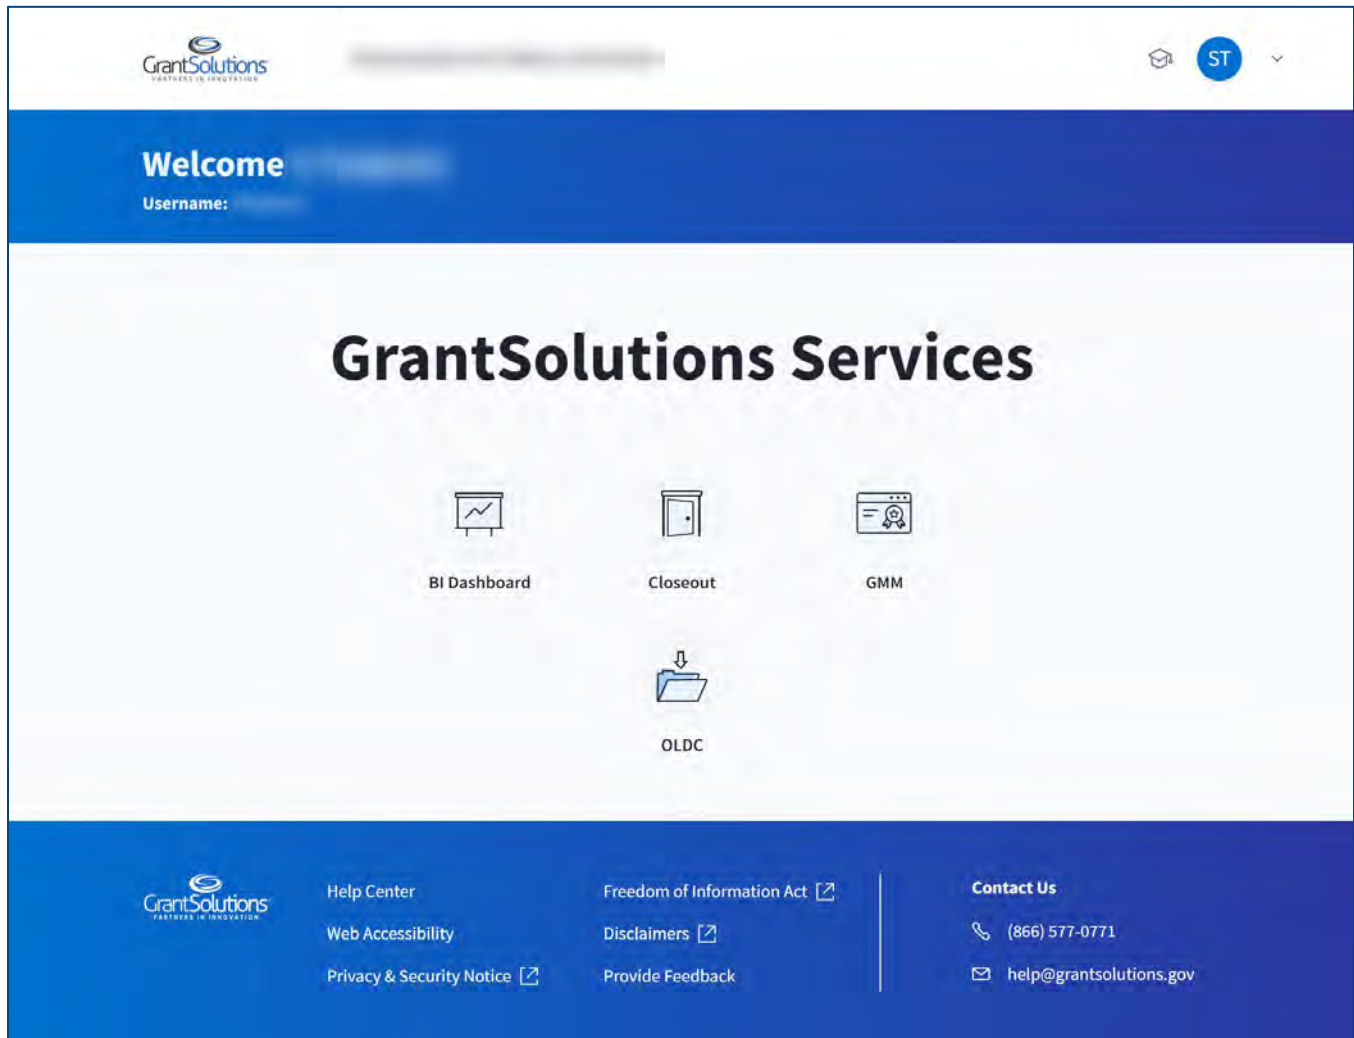 GrantSolutions
PARTNERS IN INNOVATION
ST
Welcome
Username:
GrantSolutions Services
BI Dashboard
Closeout
GMM
OLDC
GrantSolutions
PARTNERS IN INNOVATION
Help Center
Web Accessibility
Privacy & Security Notice
Freedom of Information Act
Disclaimers
Provide Feedback
Contact Us
(866) 577-0771
help@grantsolutions.gov